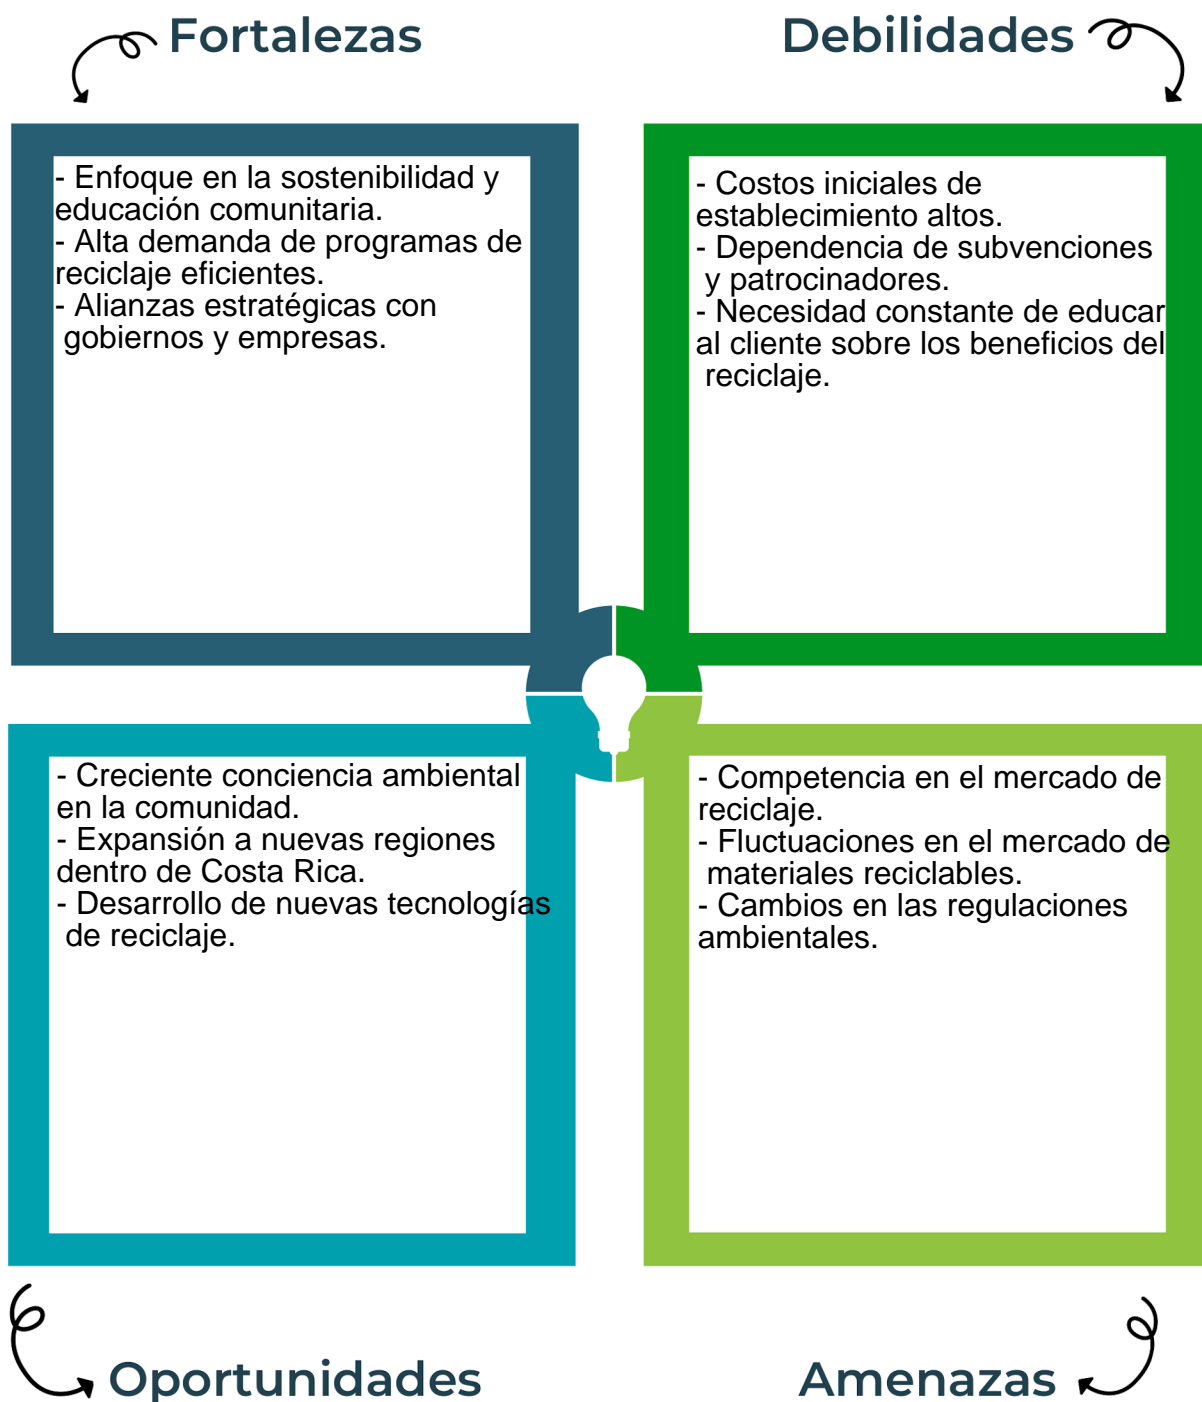 Fortalezas
- Enfoque en la sostenibilidad y
educación comunitaria.
- Alta demanda de programas de
reciclaje eficientes.
- Alianzas estratégicas con
gobiernos y empresas.
Debilidades
- Costos iniciales de
establecimiento altos.
- Dependencia de subvenciones
y patrocinadores.
- Necesidad constante de educar
al cliente sobre los beneficios del
reciclaje.
- Creciente conciencia ambiental
en la comunidad.
- Expansión a nuevas regiones
dentro de Costa Rica.
- Desarrollo de nuevas tecnologías
de reciclaje.
Oportunidades
- Competencia en el mercado de
reciclaje.
- Fluctuaciones en el mercado de
materiales reciclables.
- Cambios en las regulaciones
ambientales.
Amenazas